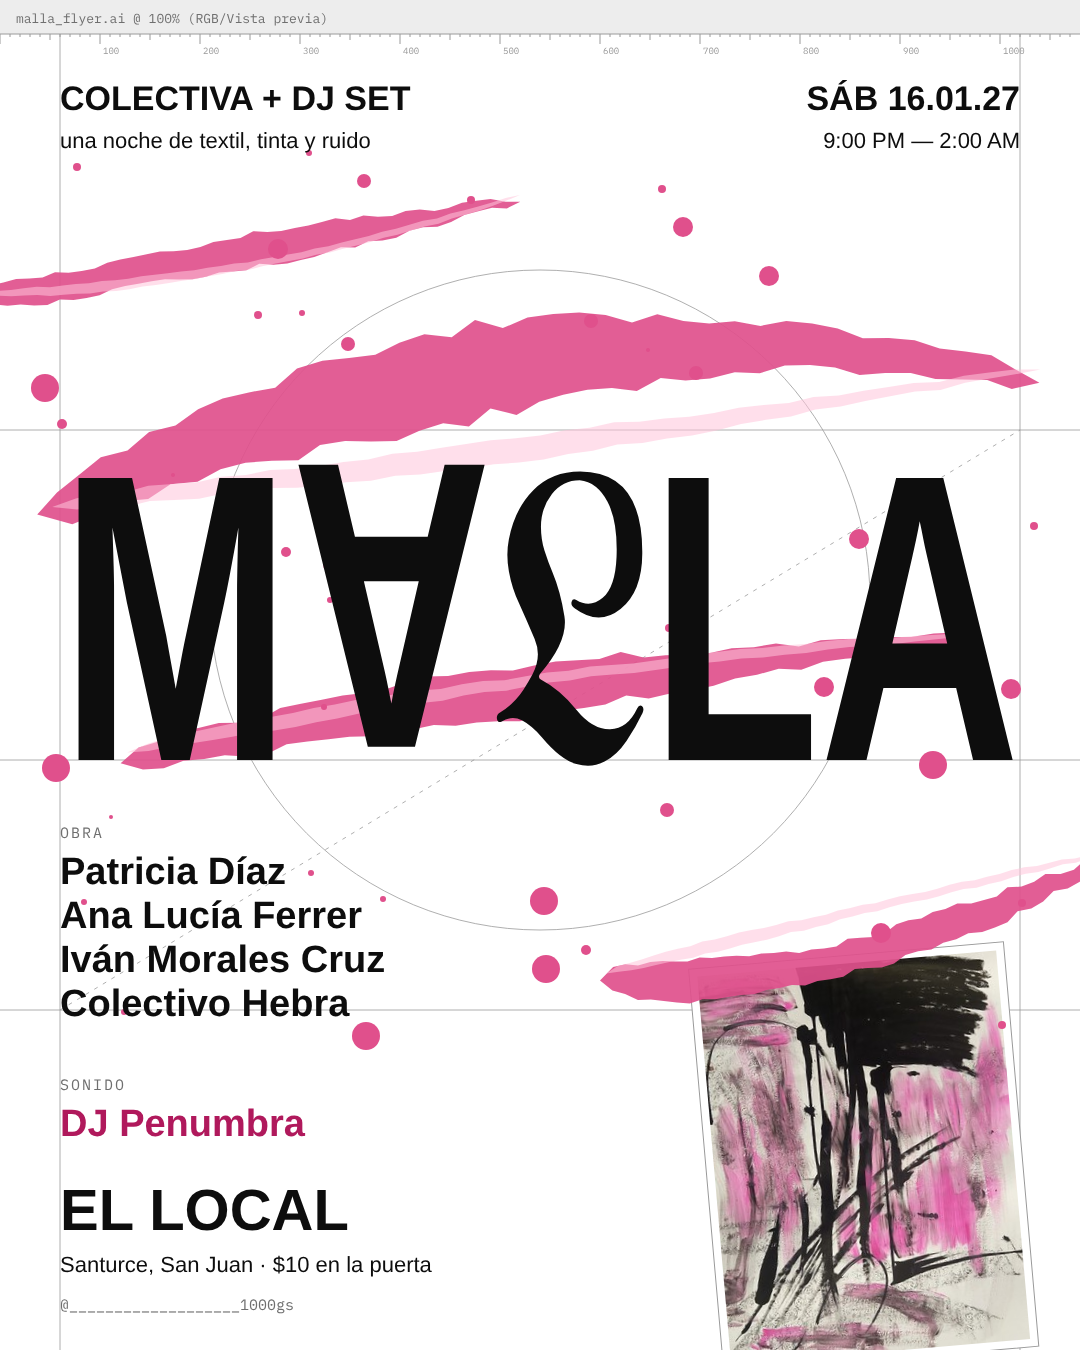 malla_flyer.ai @ 100% (RGB/Vista previa)
100 200 300 400 500 600 700 800 900 1000
COLECTIVA + DJ SET
SÁB 16.01.27
una noche de textil, tinta y ruido
9:00 PM — 2:00 AM
MALLA
OBRA
Patricia Díaz
Ana Lucía Ferrer
Iván Morales Cruz
Colectivo Hebra
SONIDO
DJ Penumbra
EL LOCAL
Santurce, San Juan · $10 en la puerta
@___________________1000gs